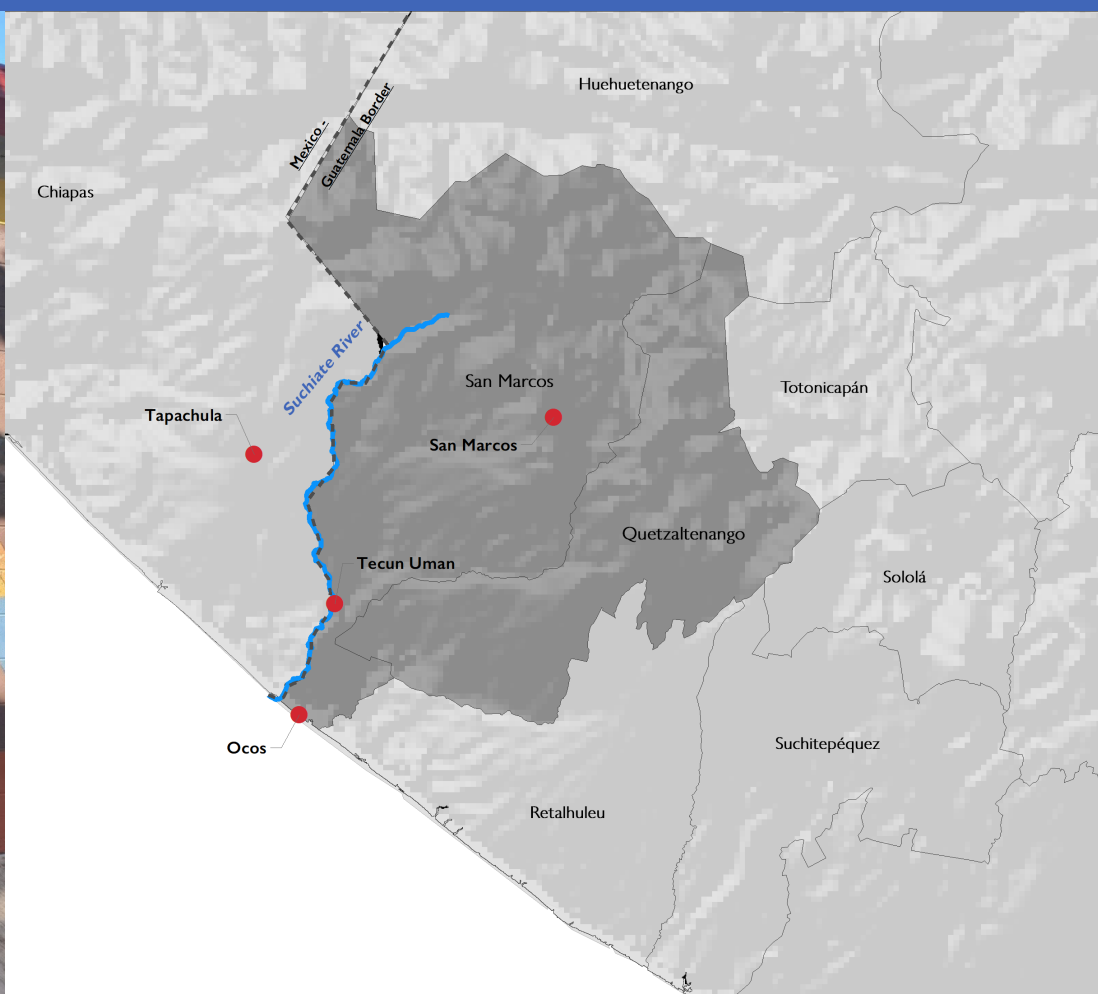 Huehuetenango
Mexico -
Guatemala Border
Chiapas
Suchiate River
San Marcos
Totonicapán
Tapachula
San Marcos
Quetzaltenango
Tecun Uman
Sololá
Ocos
Suchitepéquez
Retalhuleu